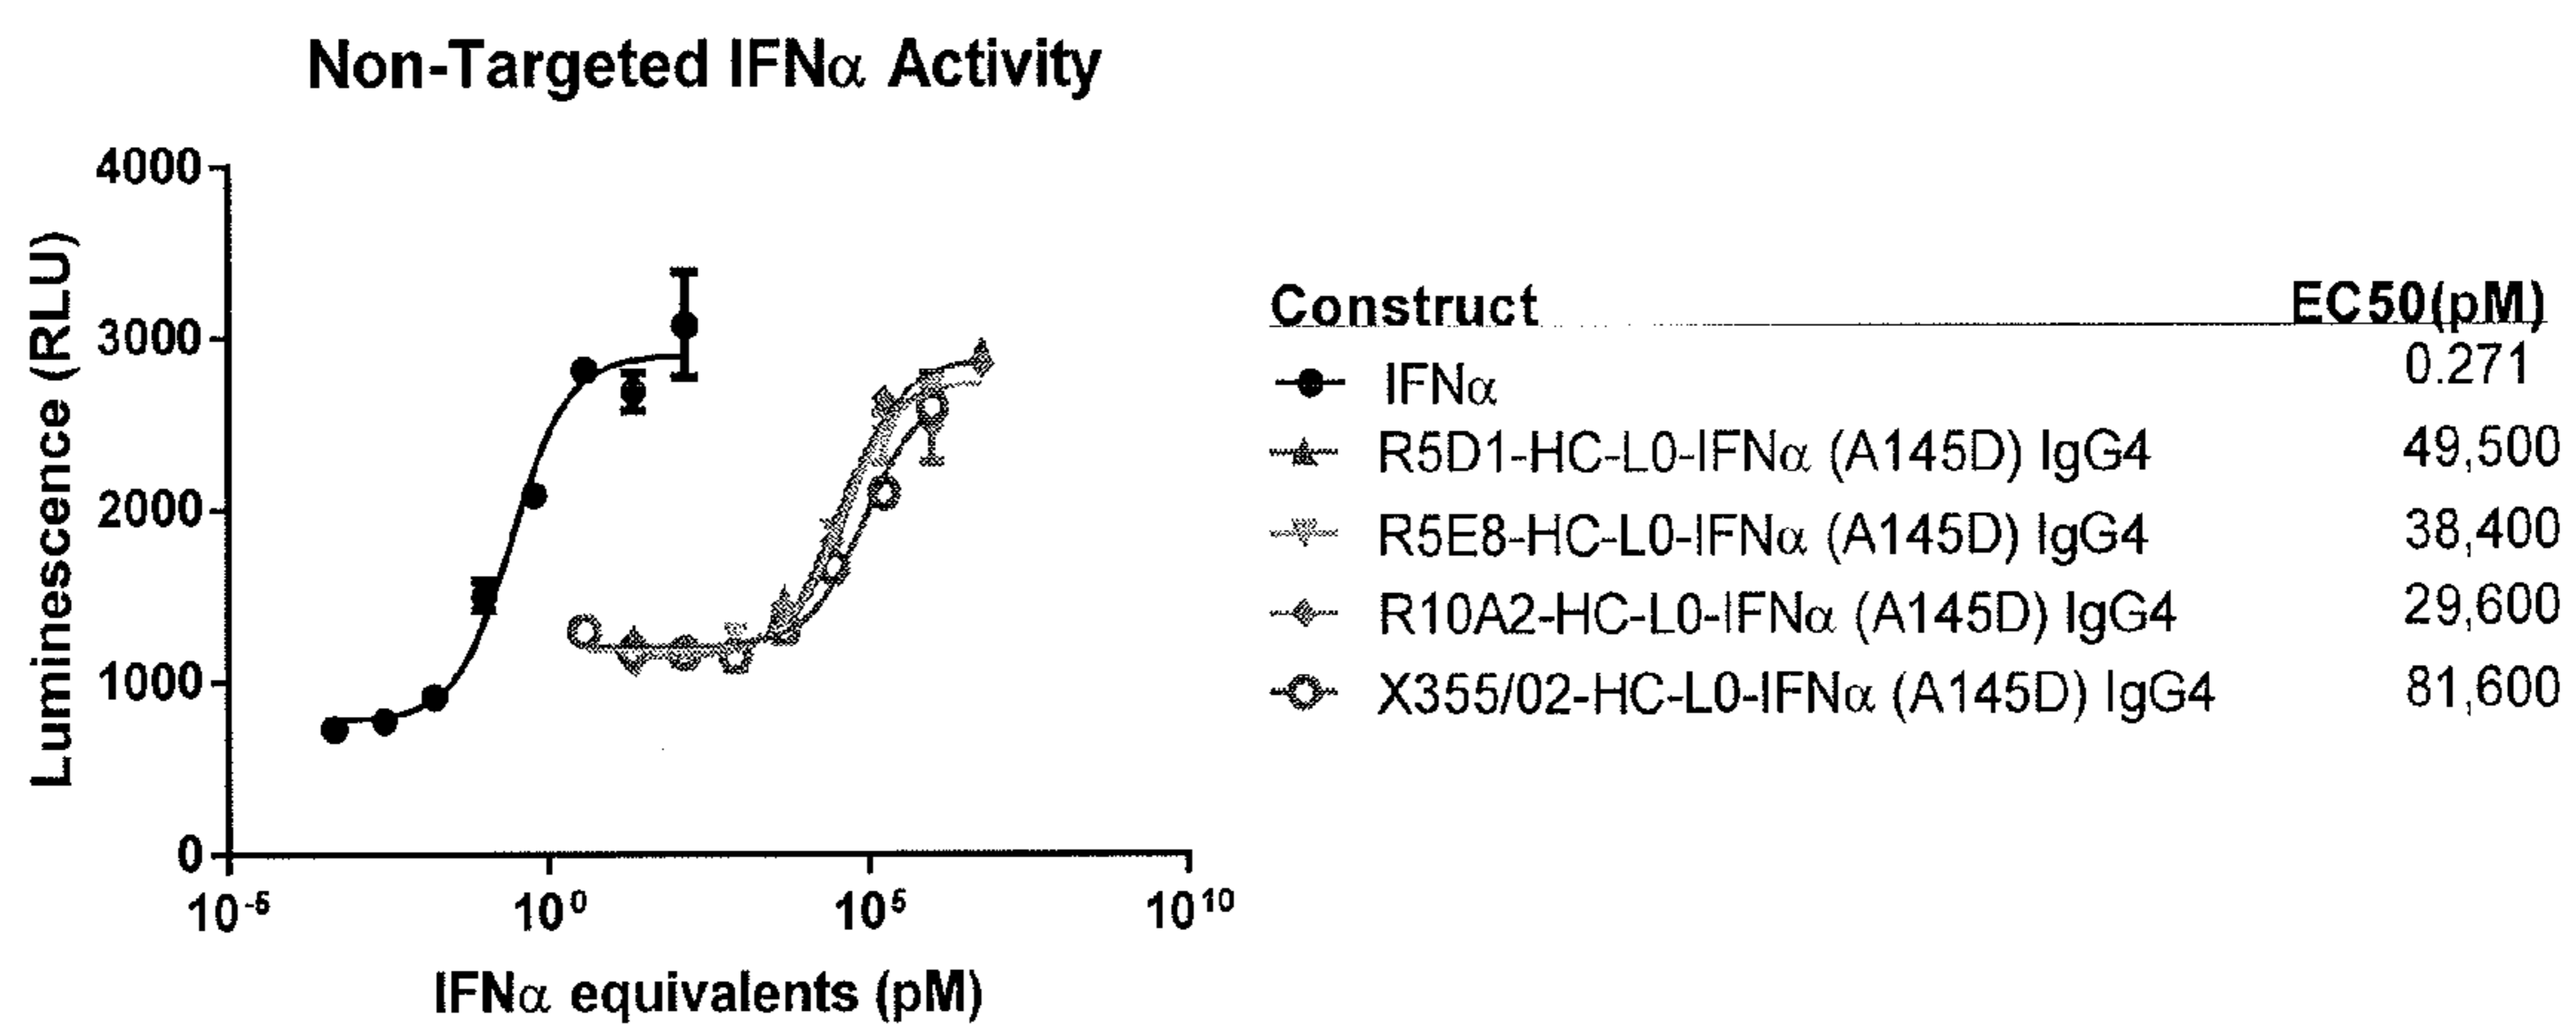 Non-Targeted IFNα Activity
4000
3000
2000
1000
0
Luminescence (RLU)
10-5
100
105
1010
IFNα equivalents (pM)
Construct EC50(pM)
IFNα 0.271
R5D1-HC-L0-IFNα (A145D) IgG4 49,500
R5E8-HC-L0-IFNα (A145D) IgG4 38,400
R10A2-HC-L0-IFNα (A145D) IgG4 29,600
X355/02-HC-L0-IFNα (A145D) IgG4 81,600